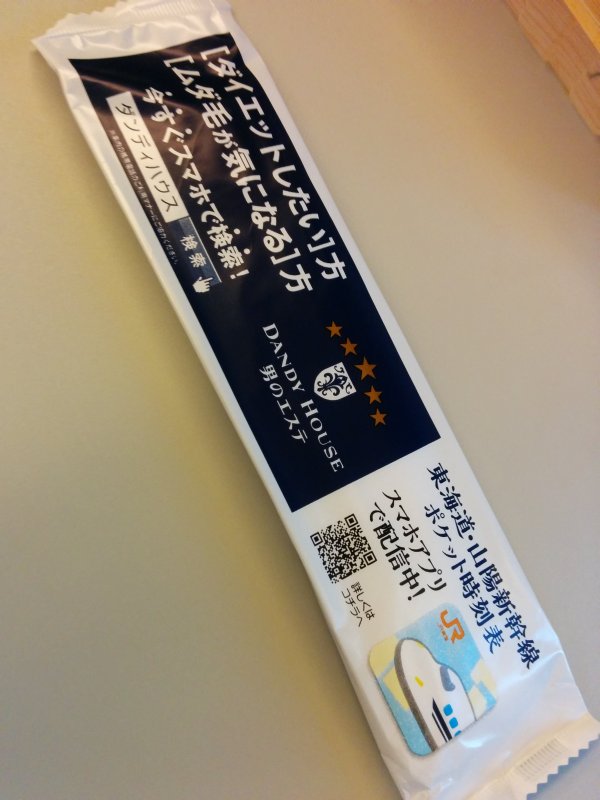 [ダイエットしたい]方
[ムダ毛が気になる]方
今すぐスマホで検索!
ダンディハウス
検索
DANDY HOUSE
男のエステ
東海道・山陽新幹線
ポケット時刻表
スマホアプリ
で配信中!
詳しくは
コチラへ
JR